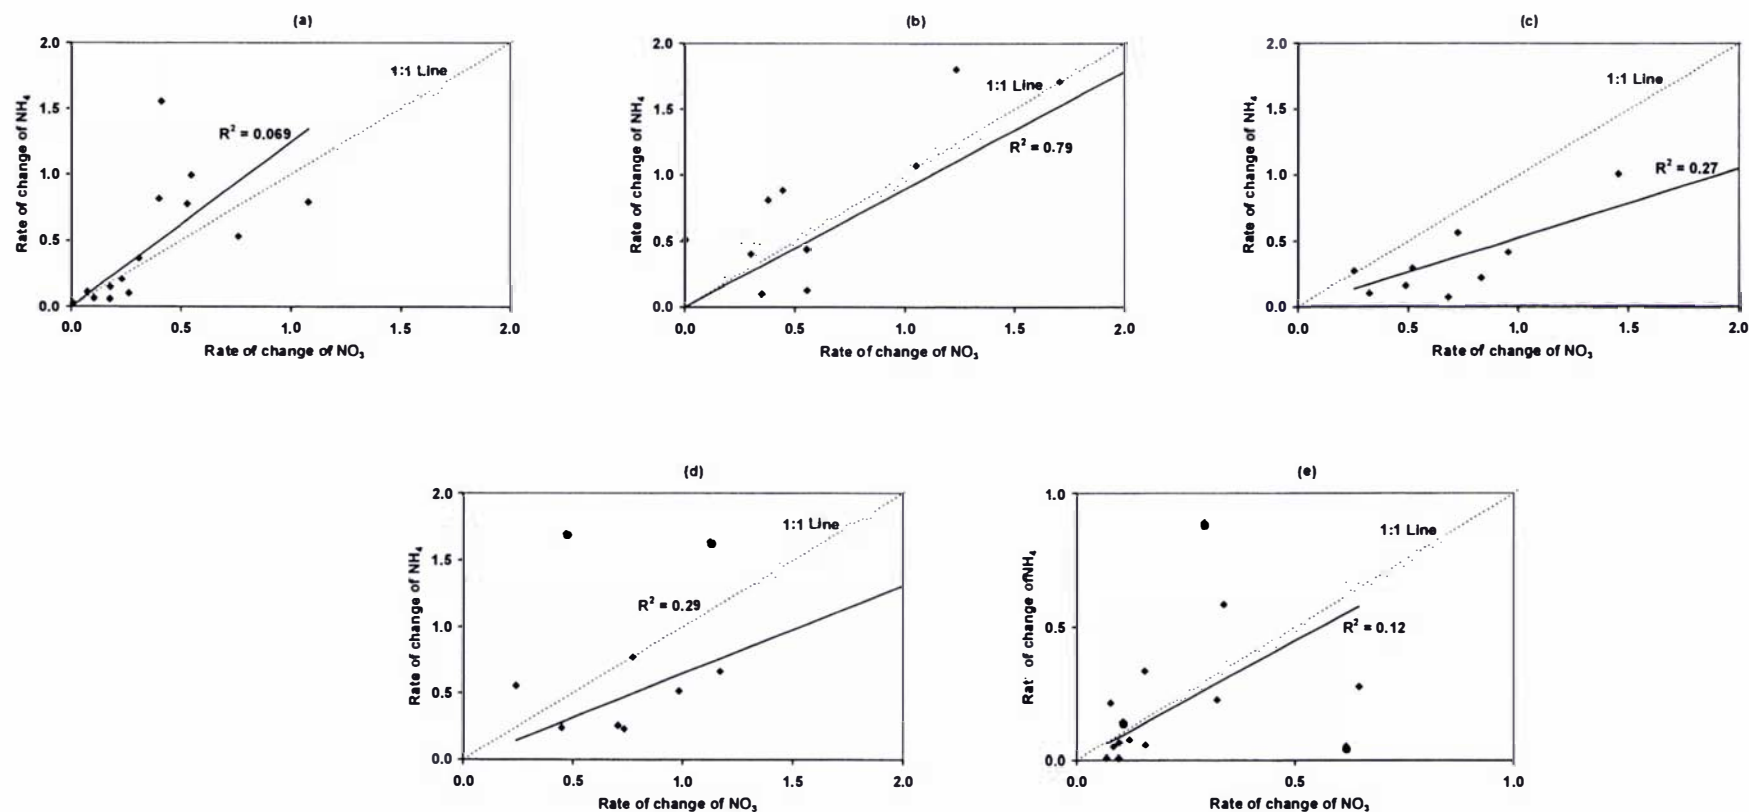 (a)
2.0
1.5
1.0
0.5
0.0
0.0 0.5 1.0 1.5 2.0
Rate of change of NH₄
Rate of change of NO₃
1:1 Line
R² = 0.069
(b)
2.0
1.5
1.0
0.5
0.0
0.0 0.5 1.0 1.5 2.0
Rate of change of NH₄
Rate of change of NO₃
1:1 Line
R² = 0.79
(c)
2.0
1.5
1.0
0.5
0.0
0.0 0.5 1.0 1.5 2.0
Rate of change of NH₄
Rate of change of NO₃
1:1 Line
R² = 0.27
(d)
2.0
1.5
1.0
0.5
0.0
0.0 0.5 1.0 1.5 2.0
Rate of change of NH₄
Rate of change of NO₃
1:1 Line
R² = 0.29
(e)
1.0
0.5
0.0
0.0 0.5 1.0
Rat of change ofNH₄
Rate of change of NO₃
1:1 Line
R² = 0.12